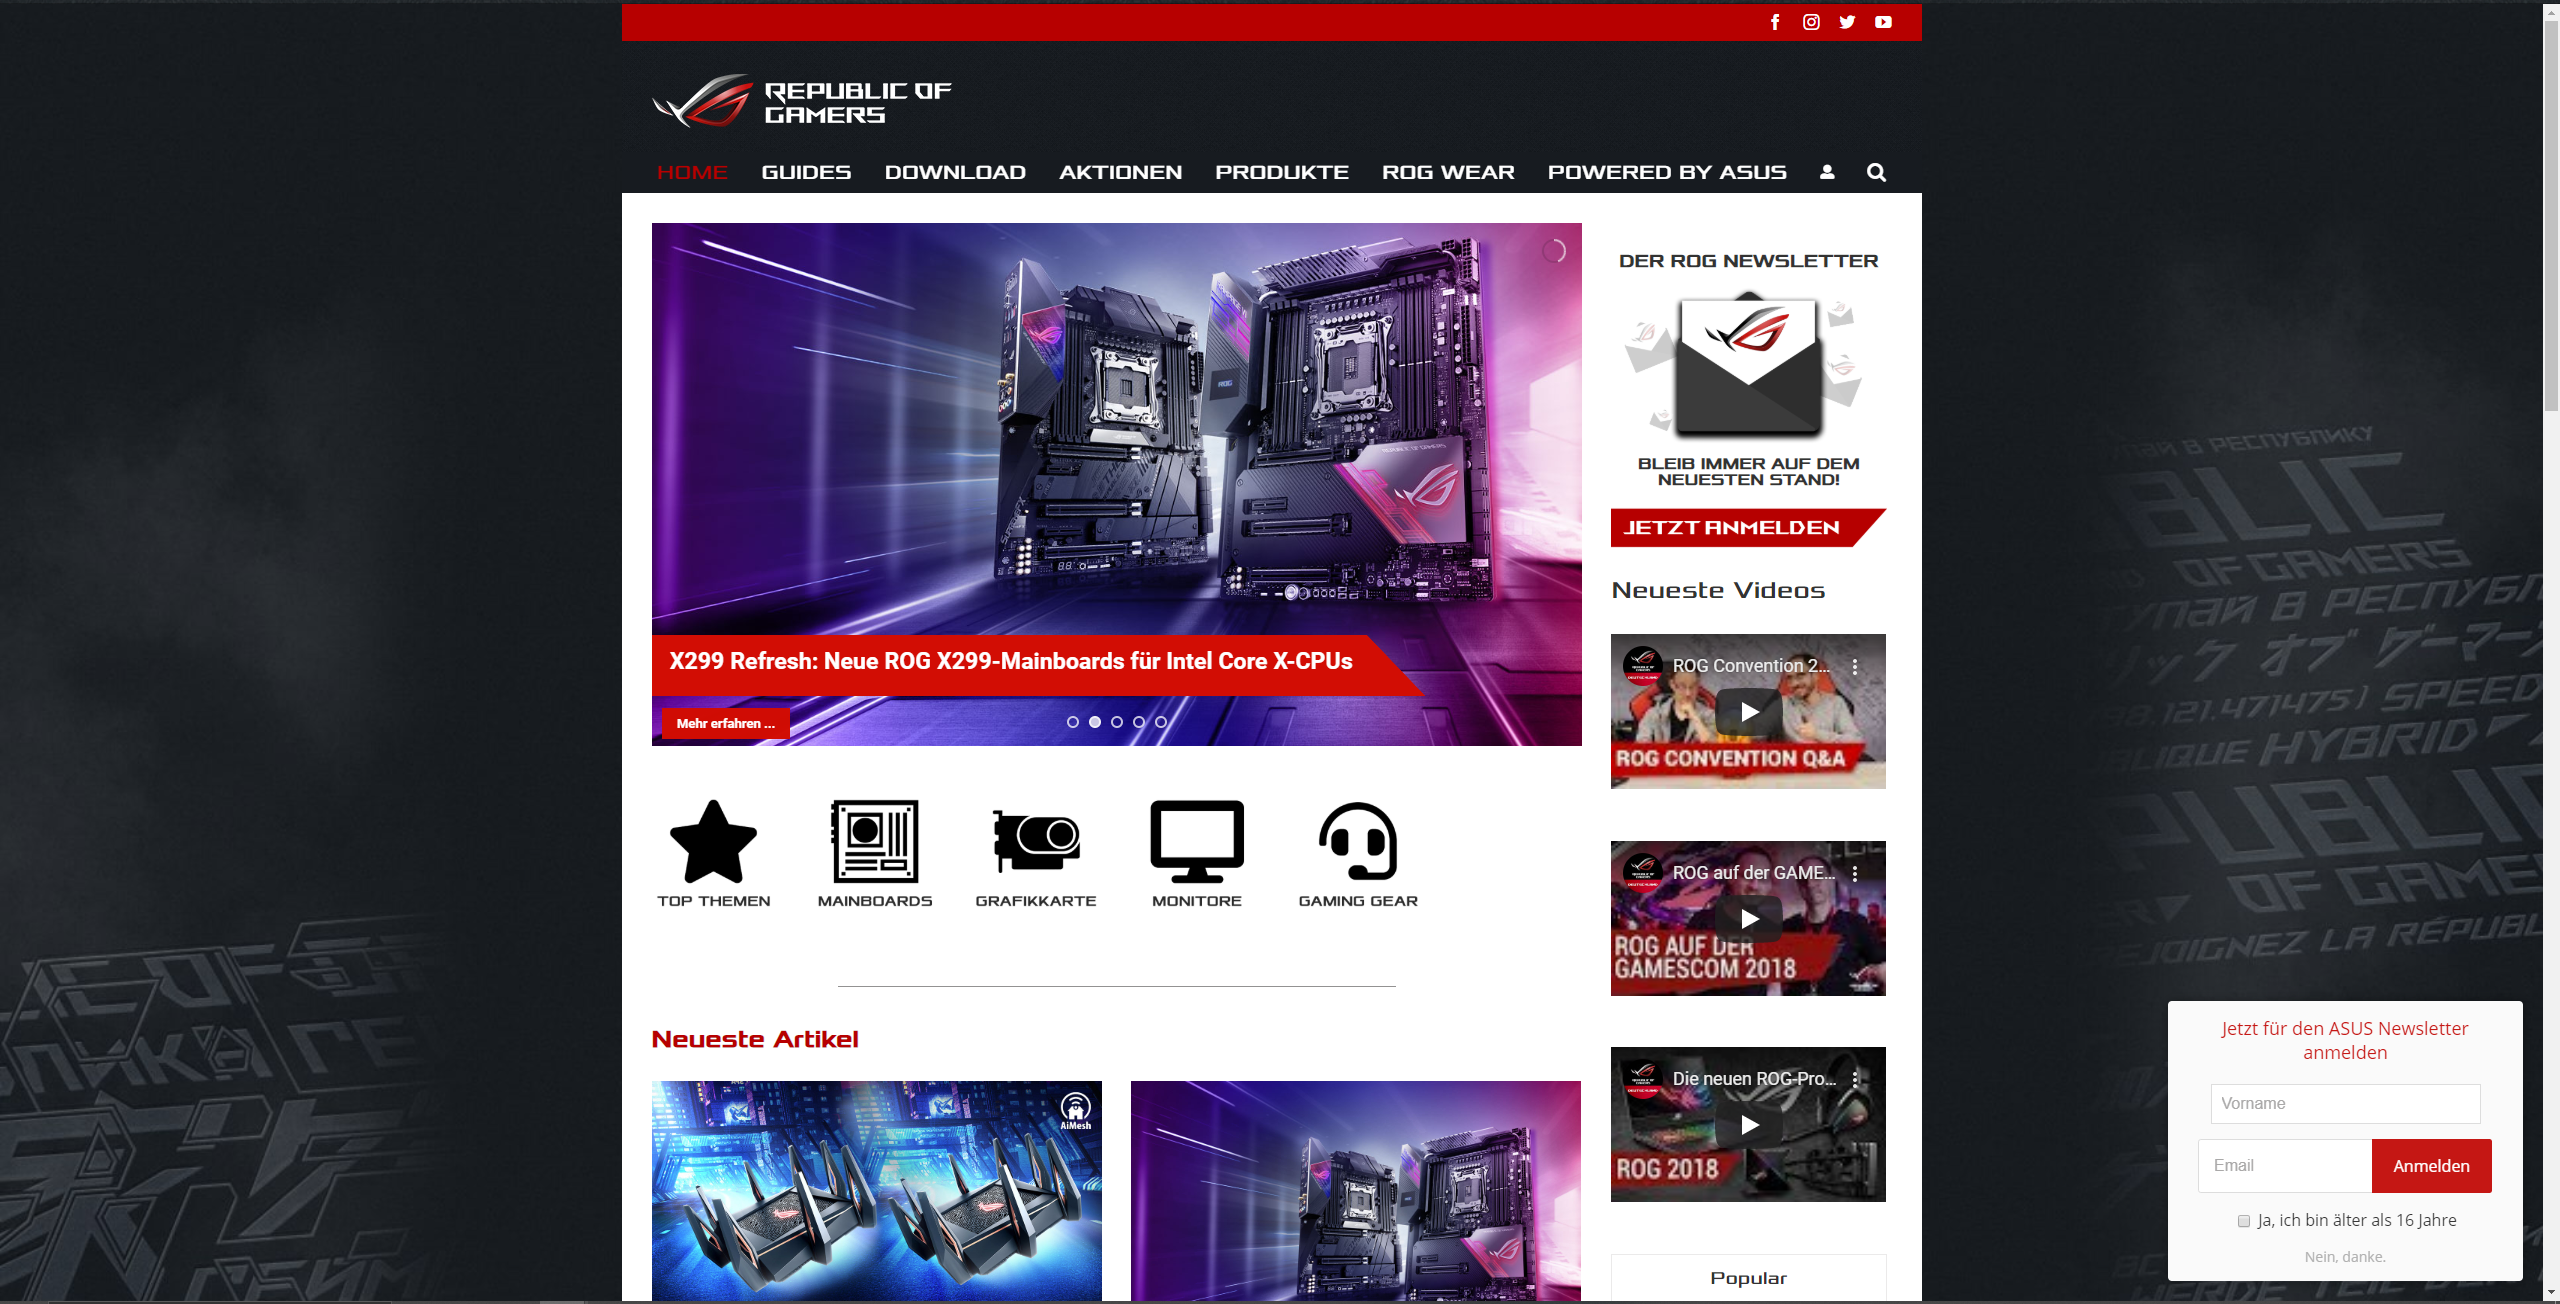 REPUBLIC OF
GAMERS
HOME GUIDES DOWNLOAD AKTIONEN PRODUKTE ROG WEAR POWERED BY ASUS
X299 Refresh: Neue ROG X299-Mainboards für Intel Core X-CPUs
Mehr erfahren ...
TOP THEMEN
MAINBOARDS
GRAFIKKARTE
MONITORE
GAMING GEAR
Neueste Artikel
AiMesh
DER ROG NEWSLETTER
BLEIB IMMER AUF DEM
NEUESTEN STAND!
JETZT ANMELDEN
Neueste Videos
ROG Convention 2...
ROG CONVENTION Q&A
ROG auf der GAME...
ROG AUF DER
GAMESCOM 2018
Die neuen ROG-Pro...
ROG 2018
Popular
OF GAMERS
Jetzt für den ASUS Newsletter
anmelden
Vorname
Email
Anmelden
Ja, ich bin älter als 16 Jahre
Nein, danke.